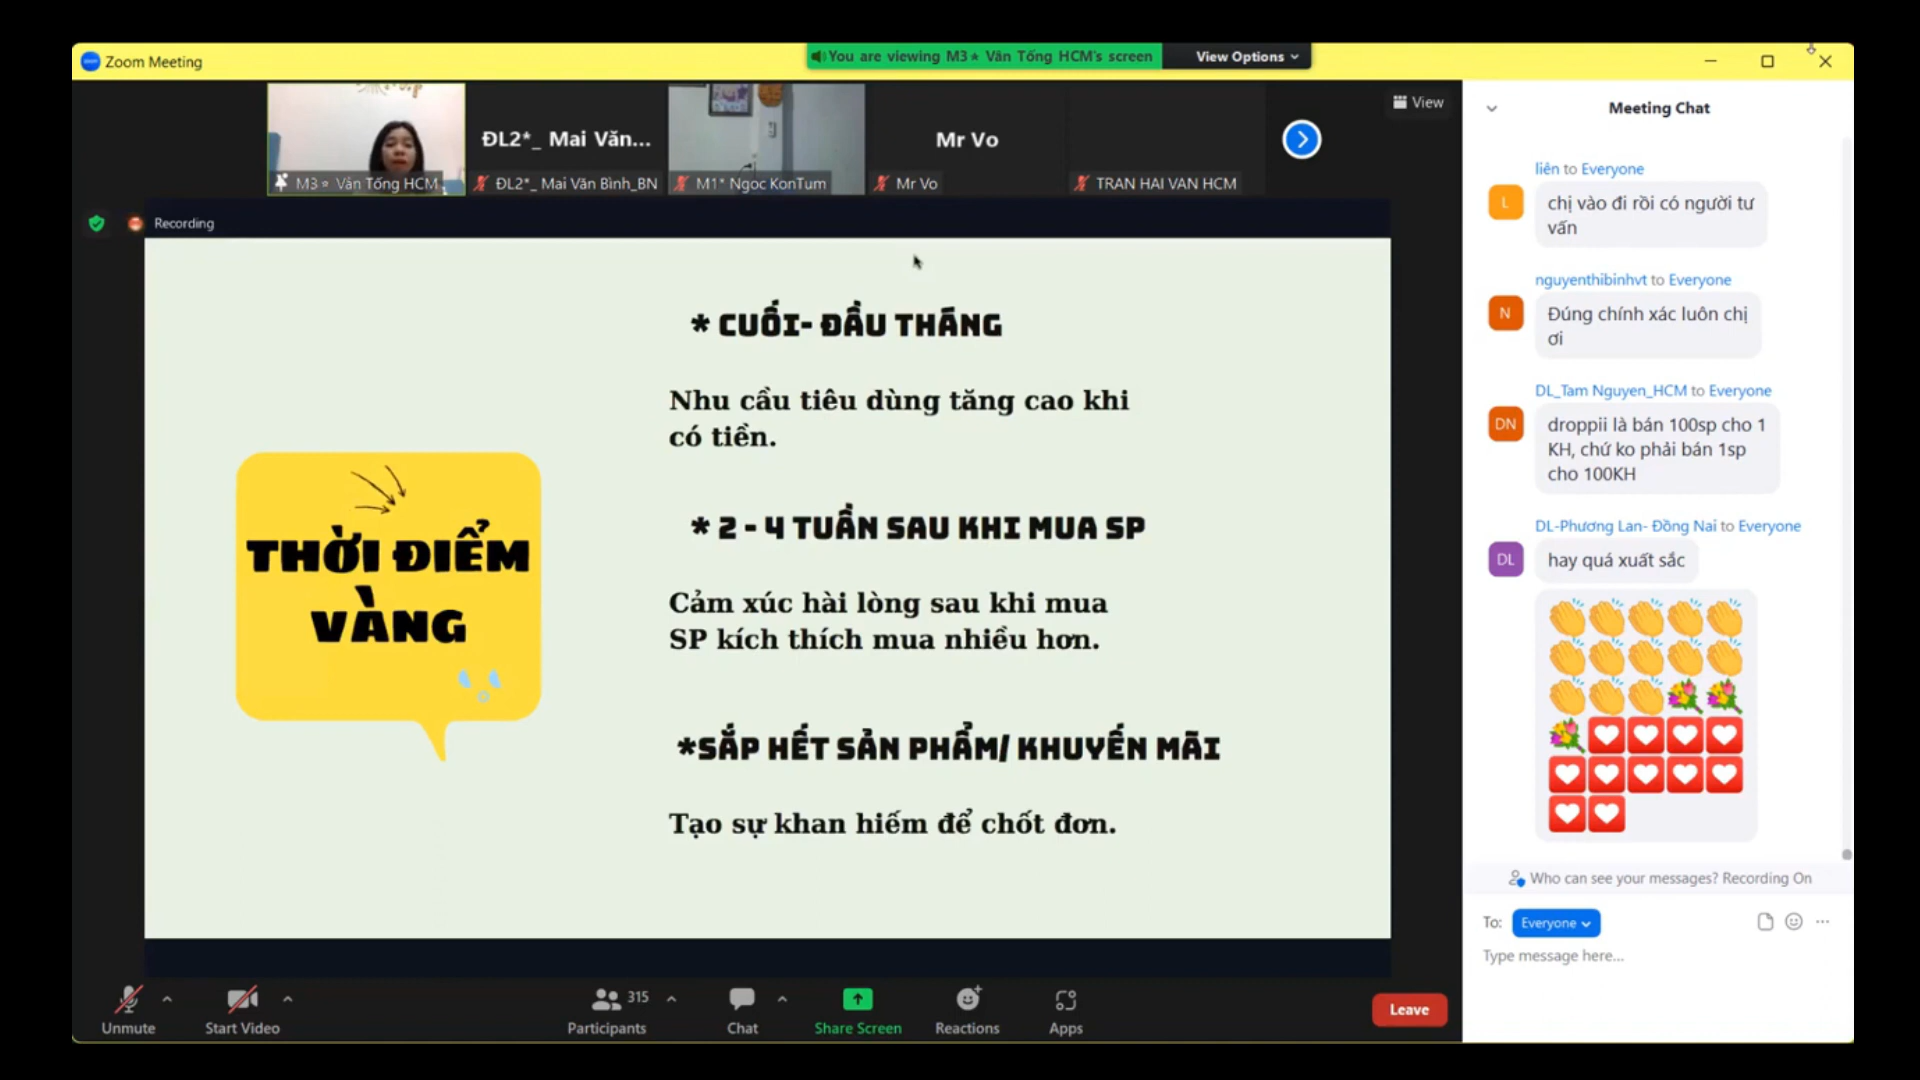 Zoom Meeting
You are viewing M3⭐ Vân Tống HCM's screen
View Options
View
ĐL2*_ Mai Văn...
Mr Vo
M3⭐ Vân Tống HCM
ĐL2*_ Mai Văn Bình_BN
M1* Ngọc KonTum
Mr Vo
TRAN HAI VAN HCM
Recording
THỜI ĐIỂM
VÀNG
* CUỐI- ĐẦU THÁNG
Nhu cầu tiêu dùng tăng cao khi
có tiền.
* 2 - 4 TUẦN SAU KHI MUA SP
Cảm xúc hài lòng sau khi mua
SP kích thích mua nhiều hơn.
*SẮP HẾT SẢN PHẨM/ KHUYẾN MÃI
Tạo sự khan hiếm để chốt đơn.
Unmute
Start Video
315
Participants
Chat
Share Screen
Reactions
Apps
Leave
Meeting Chat
liên to Everyone
L
chị vào đi rồi có người tư
vấn
nguyenthibinhvt to Everyone
N
Đúng chính xác luôn chị
ơi
DL_Tam Nguyen_HCM to Everyone
DN
droppii là bán 100sp cho 1
KH, chứ ko phải bán 1sp
cho 100KH
DL-Phương Lan- Đồng Nai to Everyone
DL
hay quá xuất sắc
Who can see your messages? Recording On
To: Everyone
Type message here...